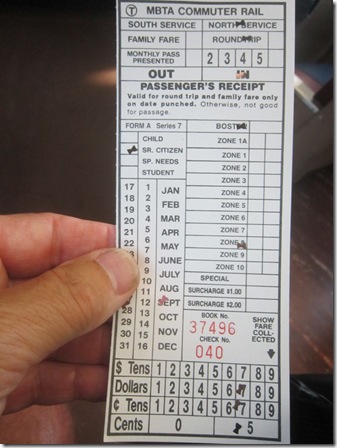 T MBTA COMMUTER RAIL
SOUTH SERVICE NORTH SERVICE
FAMILY FARE ROUND TRIP
MONTHLY PASS PRESENTED 2 3 4 5
OUT IN
PASSENGER'S RECEIPT
Valid for round trip and family fare only
on date punched. Otherwise, not good
for passage.
FORM A Series 7 BOSTON
CHILD ZONE 1A
SR. CITIZEN ZONE 1
SP. NEEDS ZONE 2
STUDENT ZONE 3
17 1 JAN ZONE 4
18 2 FEB ZONE 5
19 3 MAR ZONE 6
20 4 APR ZONE 7
21 5 MAY ZONE
22 6 JUNE ZONE 9
7 JULY ZONE 10
8 AUG SPECIAL
9 SEPT SURCHARGE $1.00
10 OCT SURCHARGE $2.00
11 NOV BOOK No.
12 DEC 37496
28 13 CHECK No.
29 14 040
30 15 SHOW FARE COLLECTED
31 16
$ Tens 1 2 3 4 5 6 7 8 9
Dollars 1 2 3 4 5 6 7 8 9
¢ Tens 1 2 3 4 5 6 7 8 9
Cents 0 5